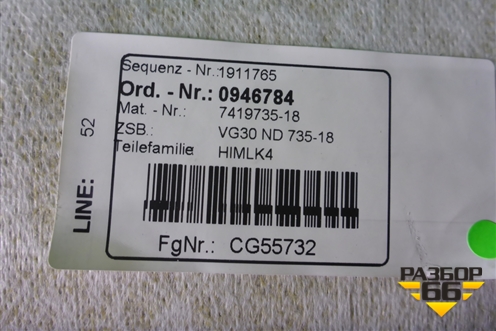 Sequenz - Nr.:1911765
Ord. - Nr.: 0946784
Mat. - Nr.: 7419735-18
ZSB.: VG30 ND 735-18
Teilefamilie: HIMLK4
FgNr.: CG55732
LINE: 52
РАЗБОР
66